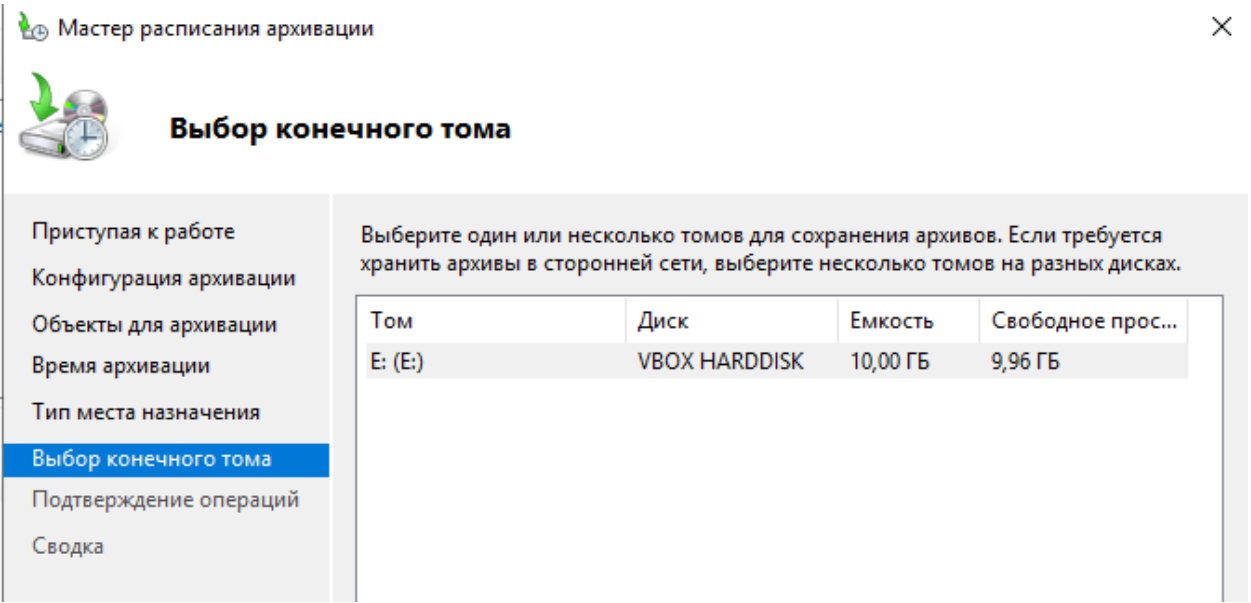 Мастер расписания архивации
Выбор конечного тома
Приступая к работе
Конфигурация архивации
Объекты для архивации
Время архивации
Тип места назначения
Выбор конечного тома
Подтверждение операций
Сводка
Выберите один или несколько томов для сохранения архивов. Если требуется
хранить архивы в сторонней сети, выберите несколько томов на разных дисках.
Том Диск Емкость Свободное прос...
E: (E:) VBOX HARDDISK 10,00 ГБ 9,96 ГБ